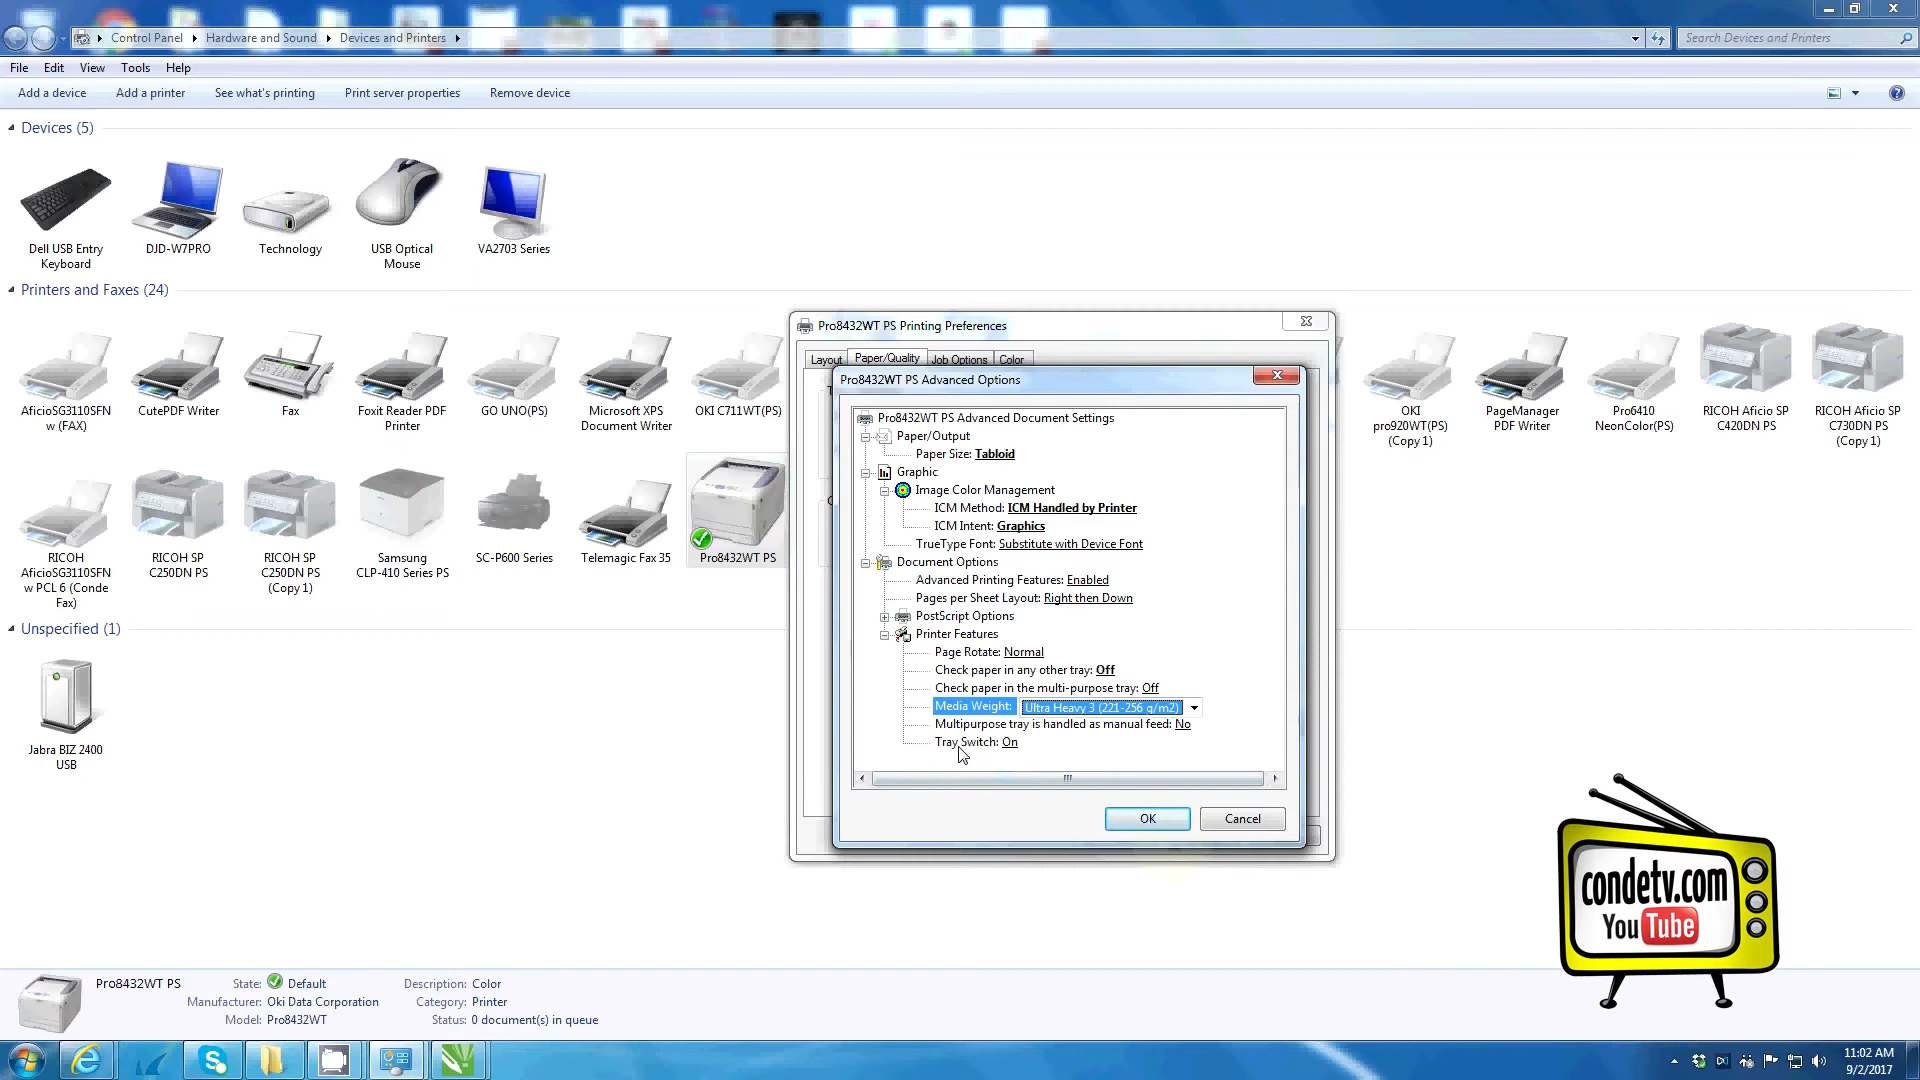 Control Panel Hardware and Sound Devices and Printers
Search Devices and Printers
File Edit View Tools Help
Add a device Add a printer See what's printing Print server properties Remove device
Devices (5)
Dell USB Entry
Keyboard
DJD-W7PRO
Technology
USB Optical
Mouse
VA2703 Series
Printers and Faxes (24)
AficioSG3110SFN
w (FAX)
CutePDF Writer
Fax
Foxit Reader PDF
Printer
GO UNO(PS)
Microsoft XPS
Document Writer
OKI C711WT(PS)
OKI
pro920WT(PS)
(Copy 1)
PageManager
PDF Writer
Pro6410
NeonColor(PS)
RICOH Aficio SP
C420DN PS
RICOH Aficio SP
C730DN PS
(Copy 1)
RICOH
AficioSG3110SFN
w PCL 6 (Conde
Fax)
RICOH SP
C250DN PS
RICOH SP
C250DN PS
(Copy 1)
Samsung
CLP-410 Series PS
SC-P600 Series
Telemagic Fax 35
Pro8432WT PS
Unspecified (1)
Jabra BIZ 2400
USB
Pro8432WT PS Printing Preferences
Layout Paper/Quality Job Options Color
Pro8432WT PS Advanced Options
Pro8432WT PS Advanced Document Settings
Paper/Output
Paper Size: Tabloid
Graphic
Image Color Management
ICM Method: ICM Handled by Printer
ICM Intent: Graphics
TrueType Font: Substitute with Device Font
Document Options
Advanced Printing Features: Enabled
Pages per Sheet Layout: Right then Down
PostScript Options
Printer Features
Page Rotate: Normal
Check paper in any other tray: Off
Check paper in the multi-purpose tray: Off
Media Weight: Ultra Heavy 3 (221-256 g/m2)
Multipurpose tray is handled as manual feed: No
Tray Switch: On
OK Cancel
condetv.com
YouTube
Pro8432WT PS State: Default Description: Color
Manufacturer: Oki Data Corporation Category: Printer
Model: Pro8432WT Status: 0 document(s) in queue
11:02 AM
9/2/2017